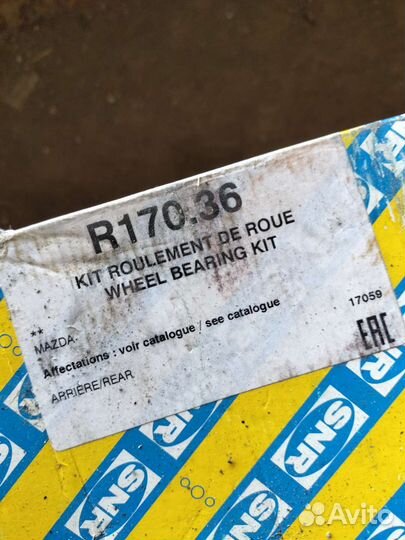 R170.36
KIT ROULEMENT DE ROUE
WHEEL BEARING KIT
**
MAZDA.
Affectations : voir catalogue / see catalogue
17059
ARRIERE/REAR
EAC
SNR
SNR
SNR
SNR
SNR
Avito